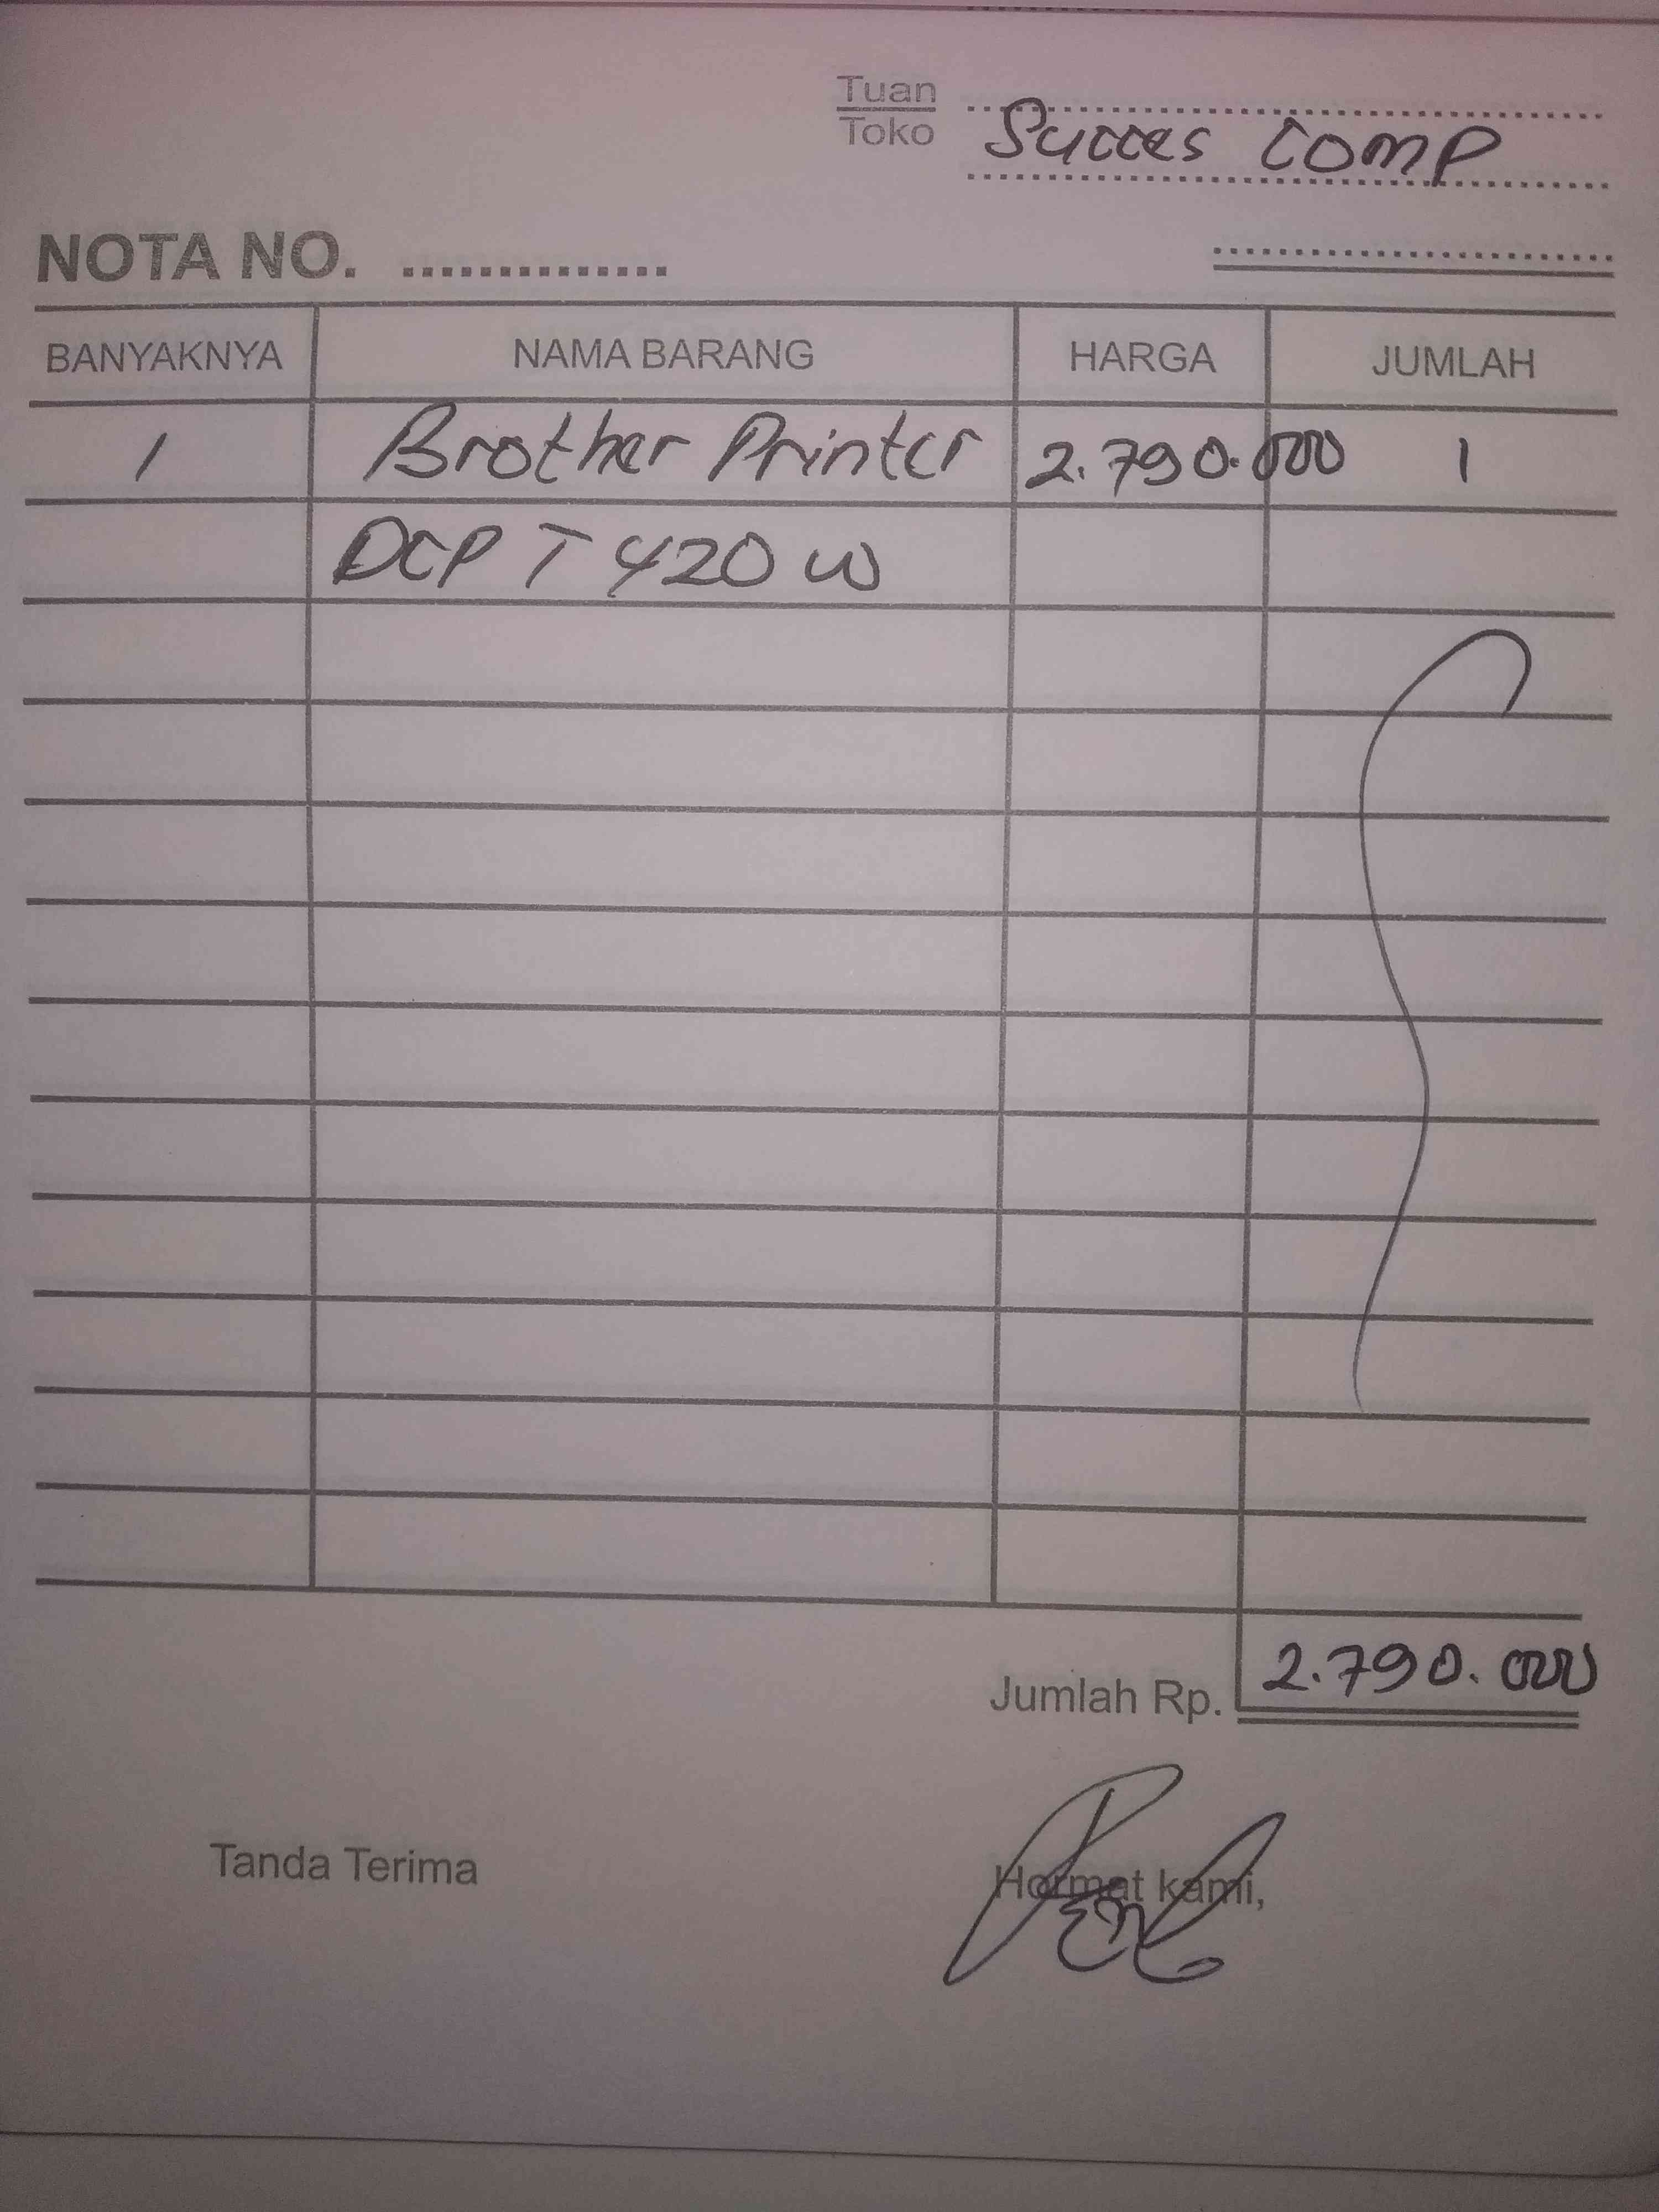 Tuan
Toko Succes Comp
NOTA NO. ..............
BANYAKNYA NAMA BARANG HARGA JUMLAH
1 Brother Printer 2.790.000 1
DCP T 420 W
Jumlah Rp. 2.790.000
Tanda Terima Hormat kami,